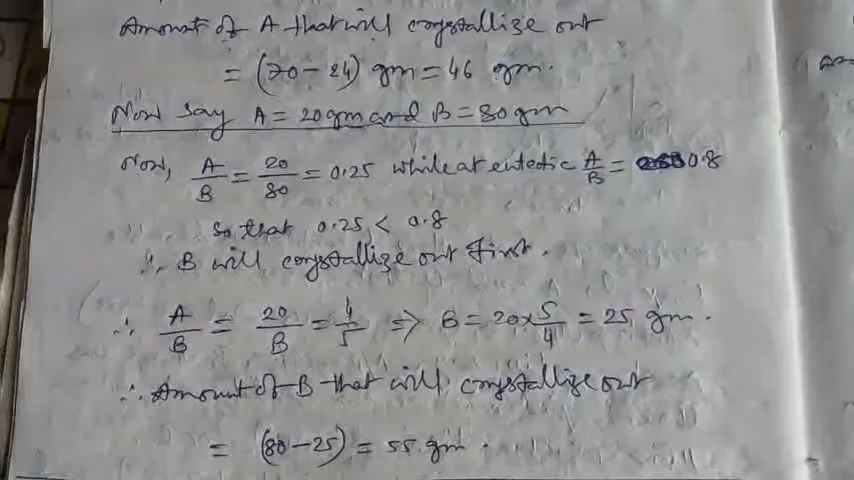 Amount of A that will crystallize out
= (70 - 24) gm = 46 gm.
Now say A = 20 gm and B = 80 gm
Now, A/B = 20/80 = 0.25 while at eutectic A/B = 0.8
so that 0.25 < 0.8
∴ B will crystallize out first.
∴ A/B = 20/B = 4/5 ⇒ B = 20 × 5/4 = 25 gm.
∴ Amount of B that will crystallize out
= (80 - 25) = 55 gm.